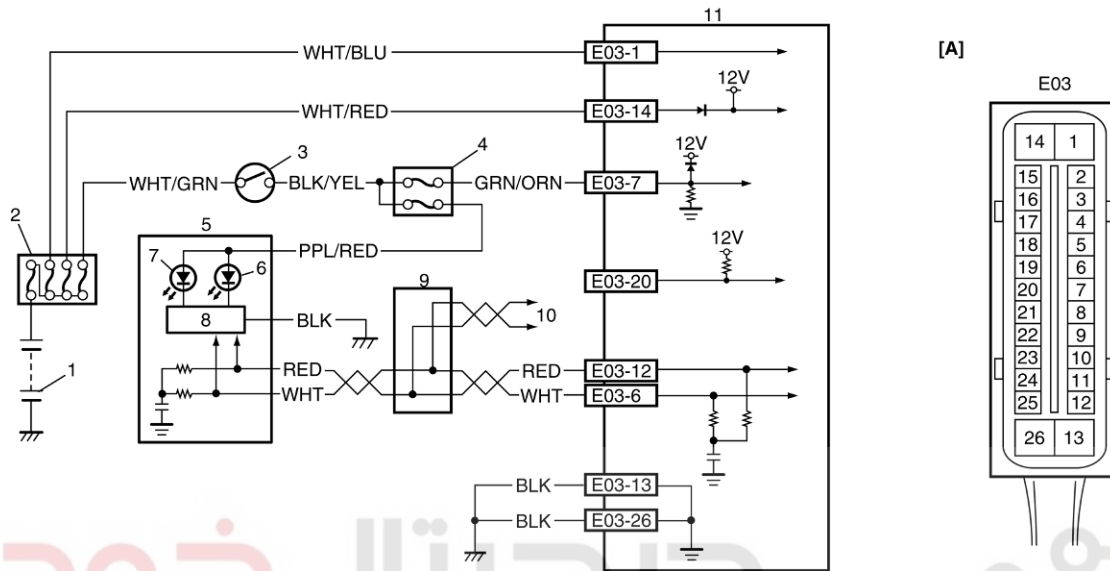 11
[A]
WHT/BLU E03-1
12V
WHT/RED E03-14
E03
3 4 12V
14 1
WHT/GRN BLK/YEL GRN/ORN E03-7
15 2
16 3
2 5
17 4
PPL/RED 12V
18 5
7 6
19 6
9
E03-20
20 7
8 10
21 8
BLK
22 9
1 RED RED E03-12
23 10
WHT WHT E03-6
24 11
25 12
26 13
BLK E03-13
BLK E03-26